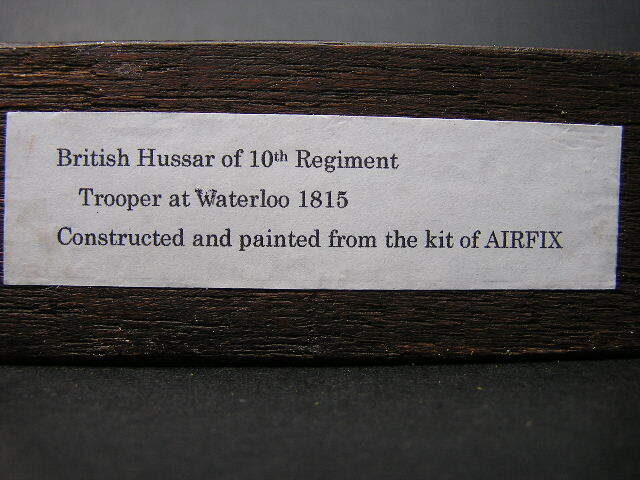 British Hussar of 10th Regiment
Trooper at Waterloo 1815
Constructed and painted from the kit of AIRFIX